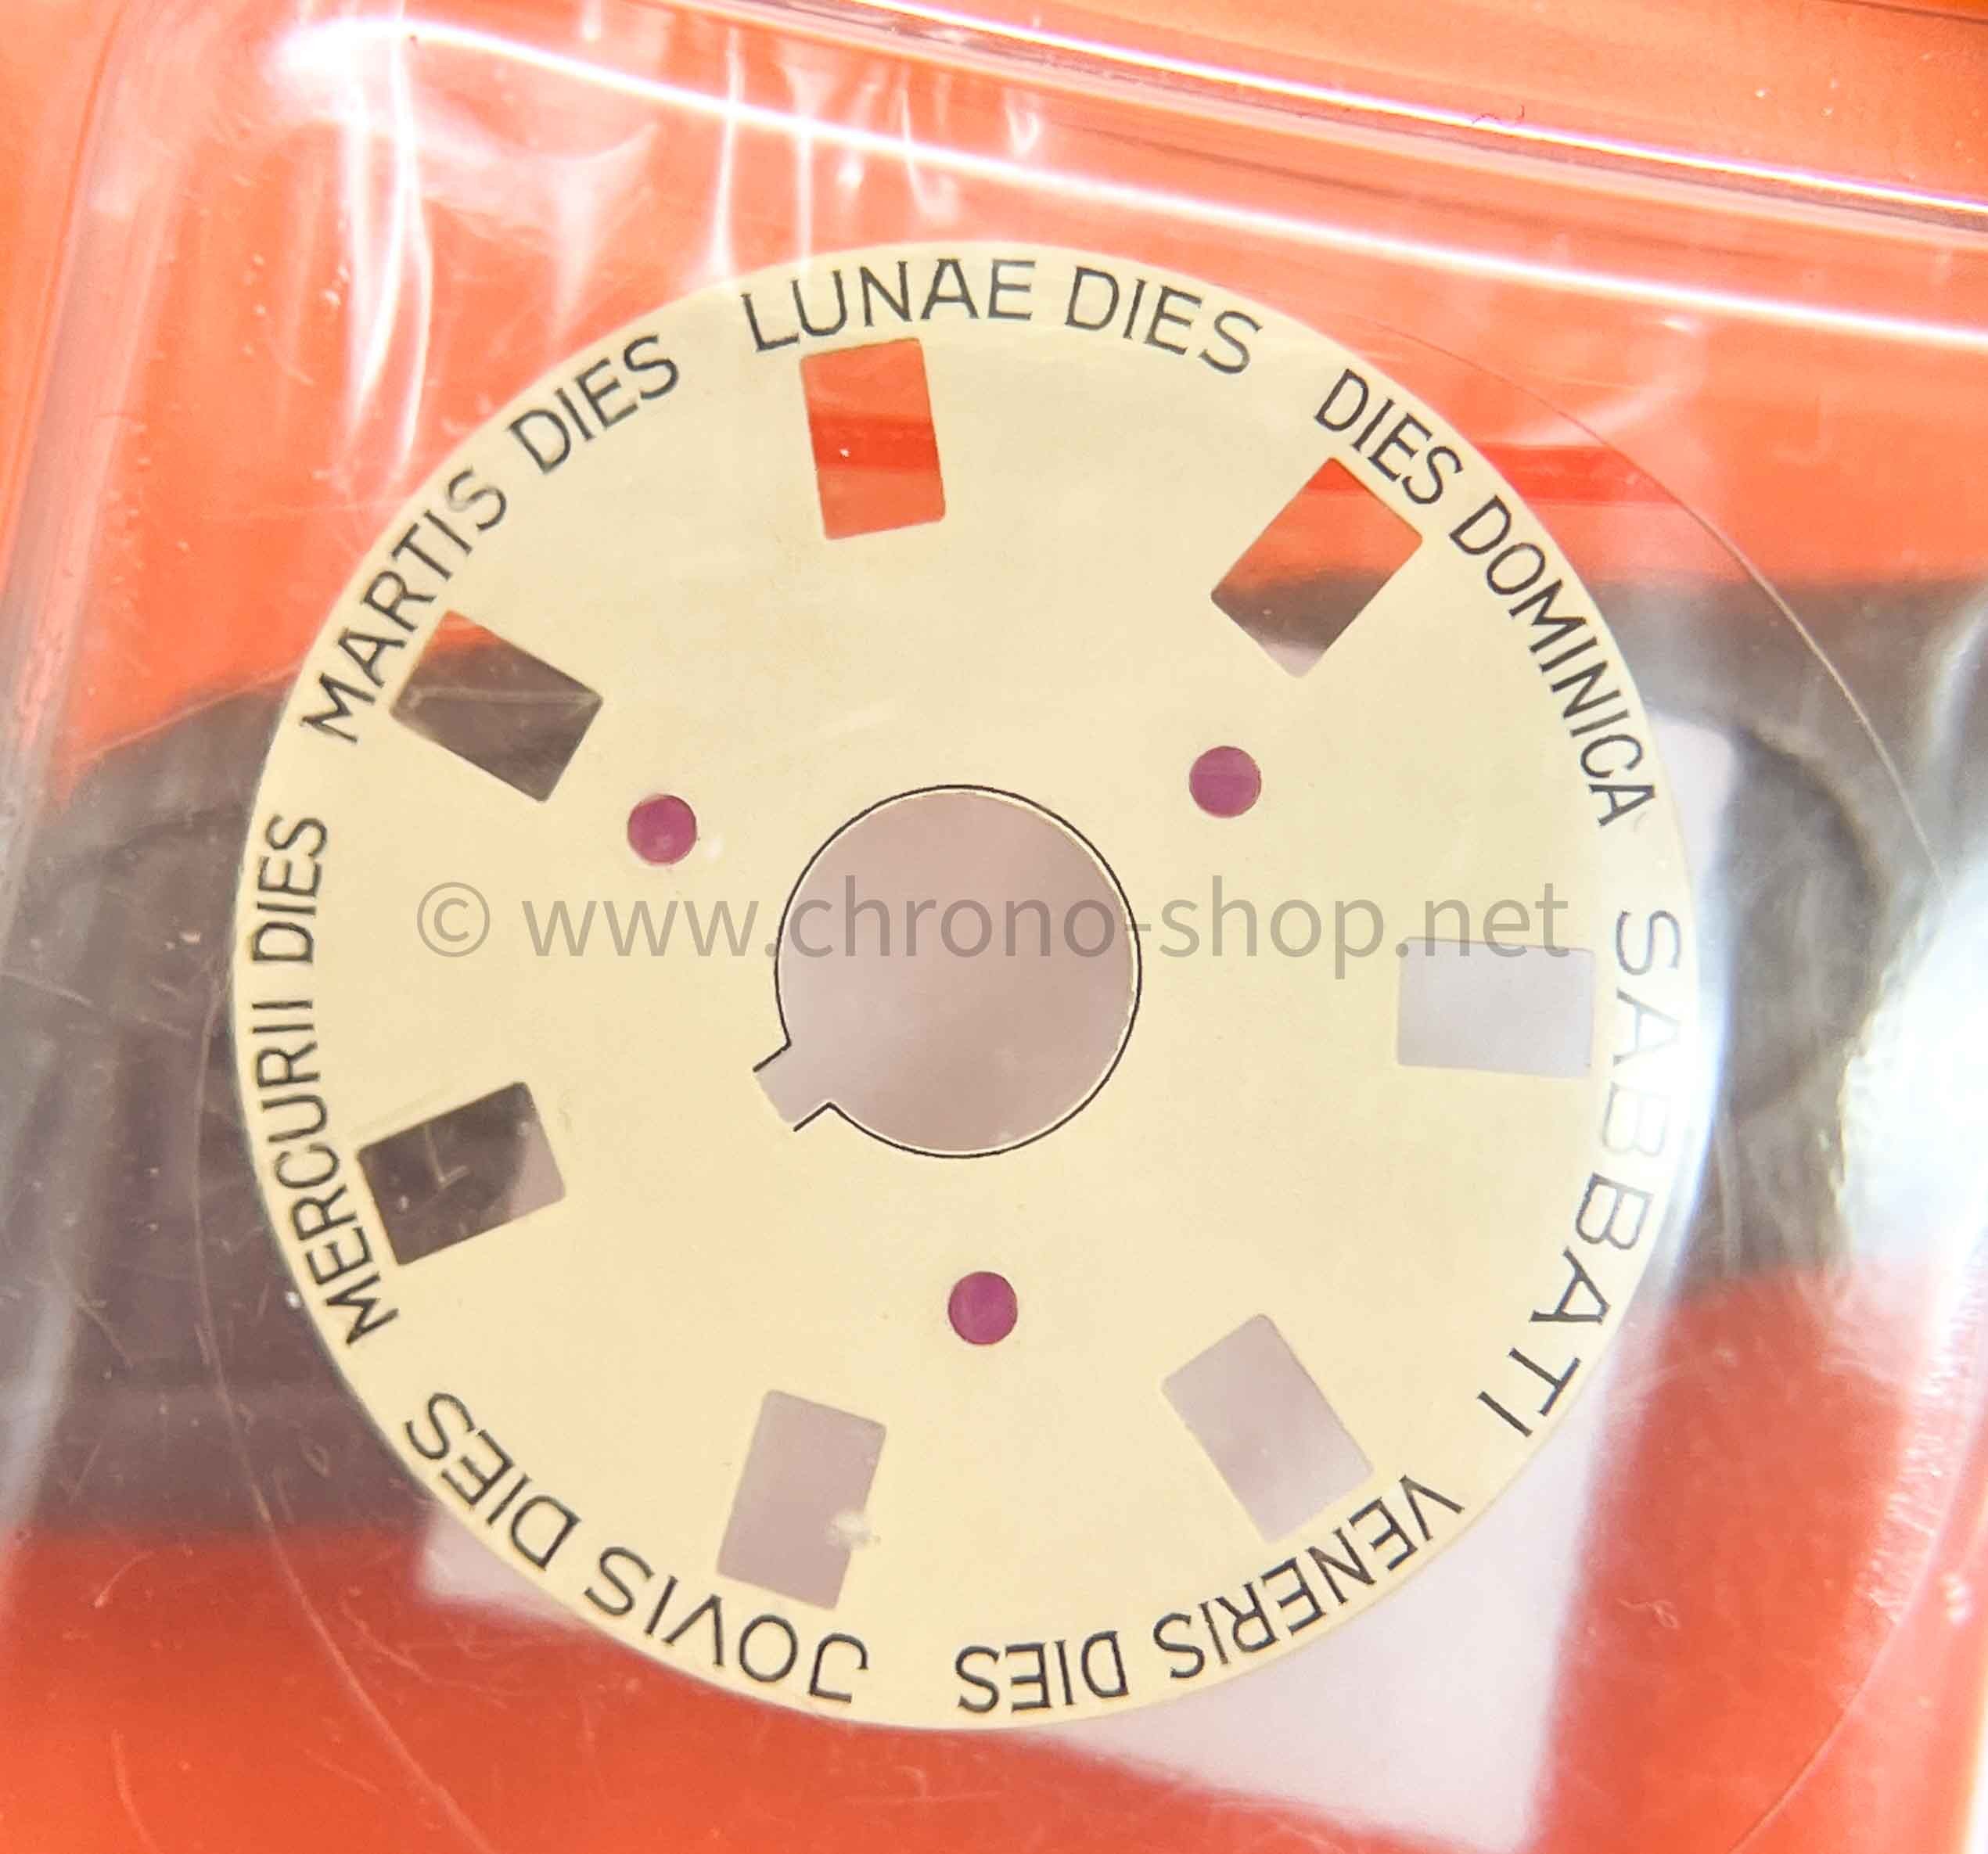 LUNAE DIES
DIES DOMINICA
SABBATI
VENERIS DIES
JOVIS DIES
MERCURII DIES
MARTIS DIES
© www.chrono-shop.net